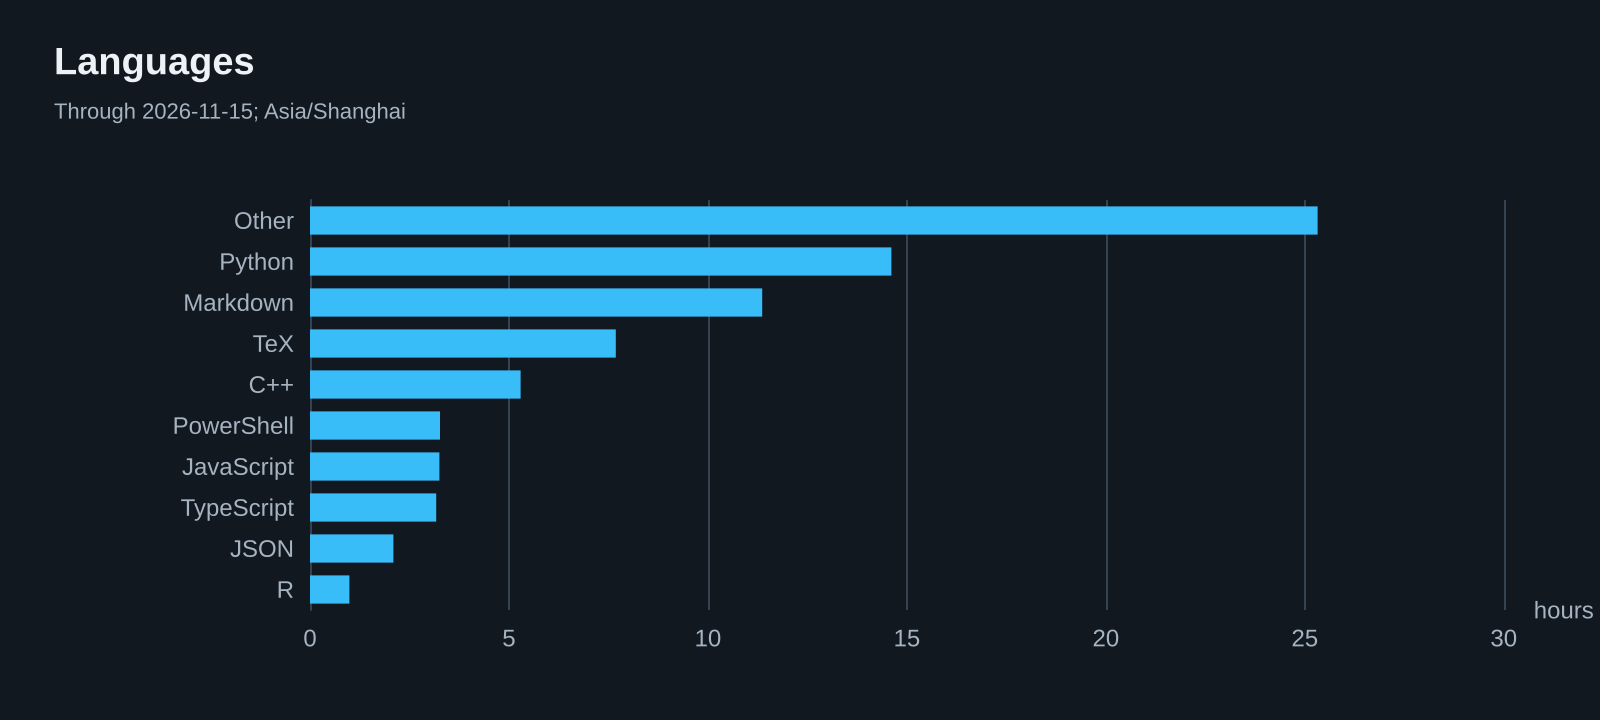 Languages
Through 2026-11-15; Asia/Shanghai
Other
Python
Markdown
TeX
C++
PowerShell
JavaScript
TypeScript
JSON
R
hours
0 5 10 15 20 25 30